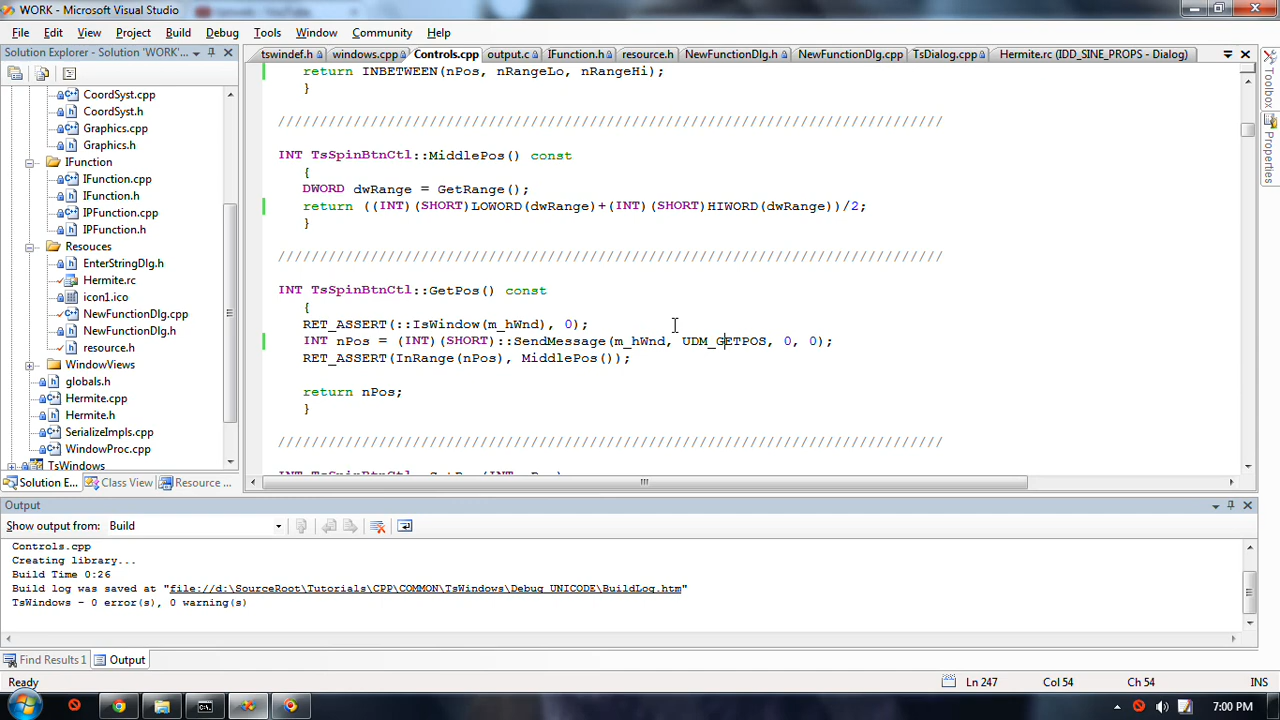 WORK - Microsoft Visual Studio
File Edit View Project Build Debug Tools Window Community Help
Solution Explorer - Solution 'WORK'...
tswindef.h windows.cpp Controls.cpp output.c IFunction.h resource.h NewFunctionDlg.h NewFunctionDlg.cpp TsDialog.cpp Hermite.rc (IDD_SINE_PROPS - Dialog)
CoordSyst.cpp
CoordSyst.h
Graphics.cpp
Graphics.h
IFunction
IFunction.cpp
IFunction.h
IPFunction.cpp
IPFunction.h
Resouces
EnterStringDlg.h
Hermite.rc
icon1.ico
NewFunctionDlg.cpp
NewFunctionDlg.h
resource.h
WindowViews
globals.h
Hermite.cpp
Hermite.h
SerializeImpls.cpp
WindowProc.cpp
TsWindows
Solution E... Class View Resource ...
return INBETWEEN(nPos, nRangeLo, nRangeHi);
}
///////////////////////////////////////////////////////////////////////////////
INT TsSpinBtnCtl::MiddlePos() const
{
DWORD dwRange = GetRange();
return ((INT)(SHORT)LOWORD(dwRange)+(INT)(SHORT)HIWORD(dwRange))/2;
}
///////////////////////////////////////////////////////////////////////////////
INT TsSpinBtnCtl::GetPos() const
{
RET_ASSERT(::IsWindow(m_hWnd), 0);
INT nPos = (INT)(SHORT)::SendMessage(m_hWnd, UDM_GETPOS, 0, 0);
RET_ASSERT(InRange(nPos), MiddlePos());
return nPos;
}
///////////////////////////////////////////////////////////////////////////////
Toolbox
Properties
Output
Show output from: Build
Controls.cpp
Creating library...
Build Time 0:26
Build log was saved at "file://d:\SourceRoot\Tutorials\CPP\COMMON\TsWindows\Debug_UNICODE\BuildLog.htm"
TsWindows - 0 error(s), 0 warning(s)
Find Results 1 Output
Ready Ln 247 Col 54 Ch 54 INS
7:00 PM